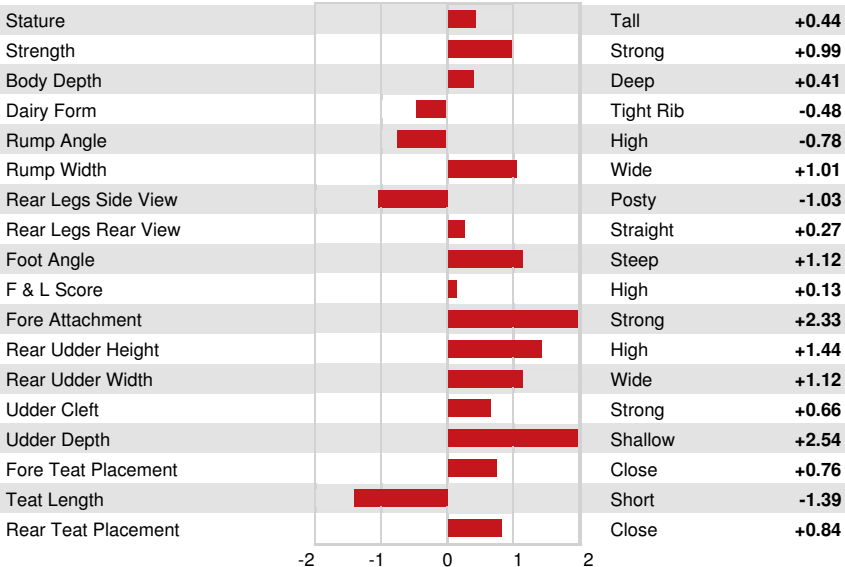 Stature Tall +0.44
Strength Strong +0.99
Body Depth Deep +0.41
Dairy Form Tight Rib -0.48
Rump Angle High -0.78
Rump Width Wide +1.01
Rear Legs Side View Posty -1.03
Rear Legs Rear View Straight +0.27
Foot Angle Steep +1.12
F & L Score High +0.13
Fore Attachment Strong +2.33
Rear Udder Height High +1.44
Rear Udder Width Wide +1.12
Udder Cleft Strong +0.66
Udder Depth Shallow +2.54
Fore Teat Placement Close +0.76
Teat Length Short -1.39
Rear Teat Placement Close +0.84
-2 -1 0 1 2